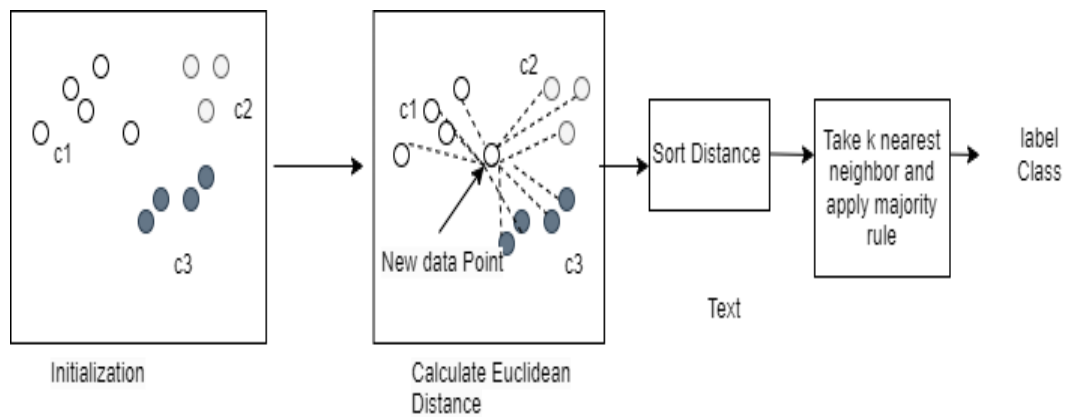 c1
c2
c3
Initialization
c1
c2
New data Point
c3
Calculate Euclidean
Distance
Sort Distance
Text
Take k nearest
neighbor and
apply majority
rule
label
Class